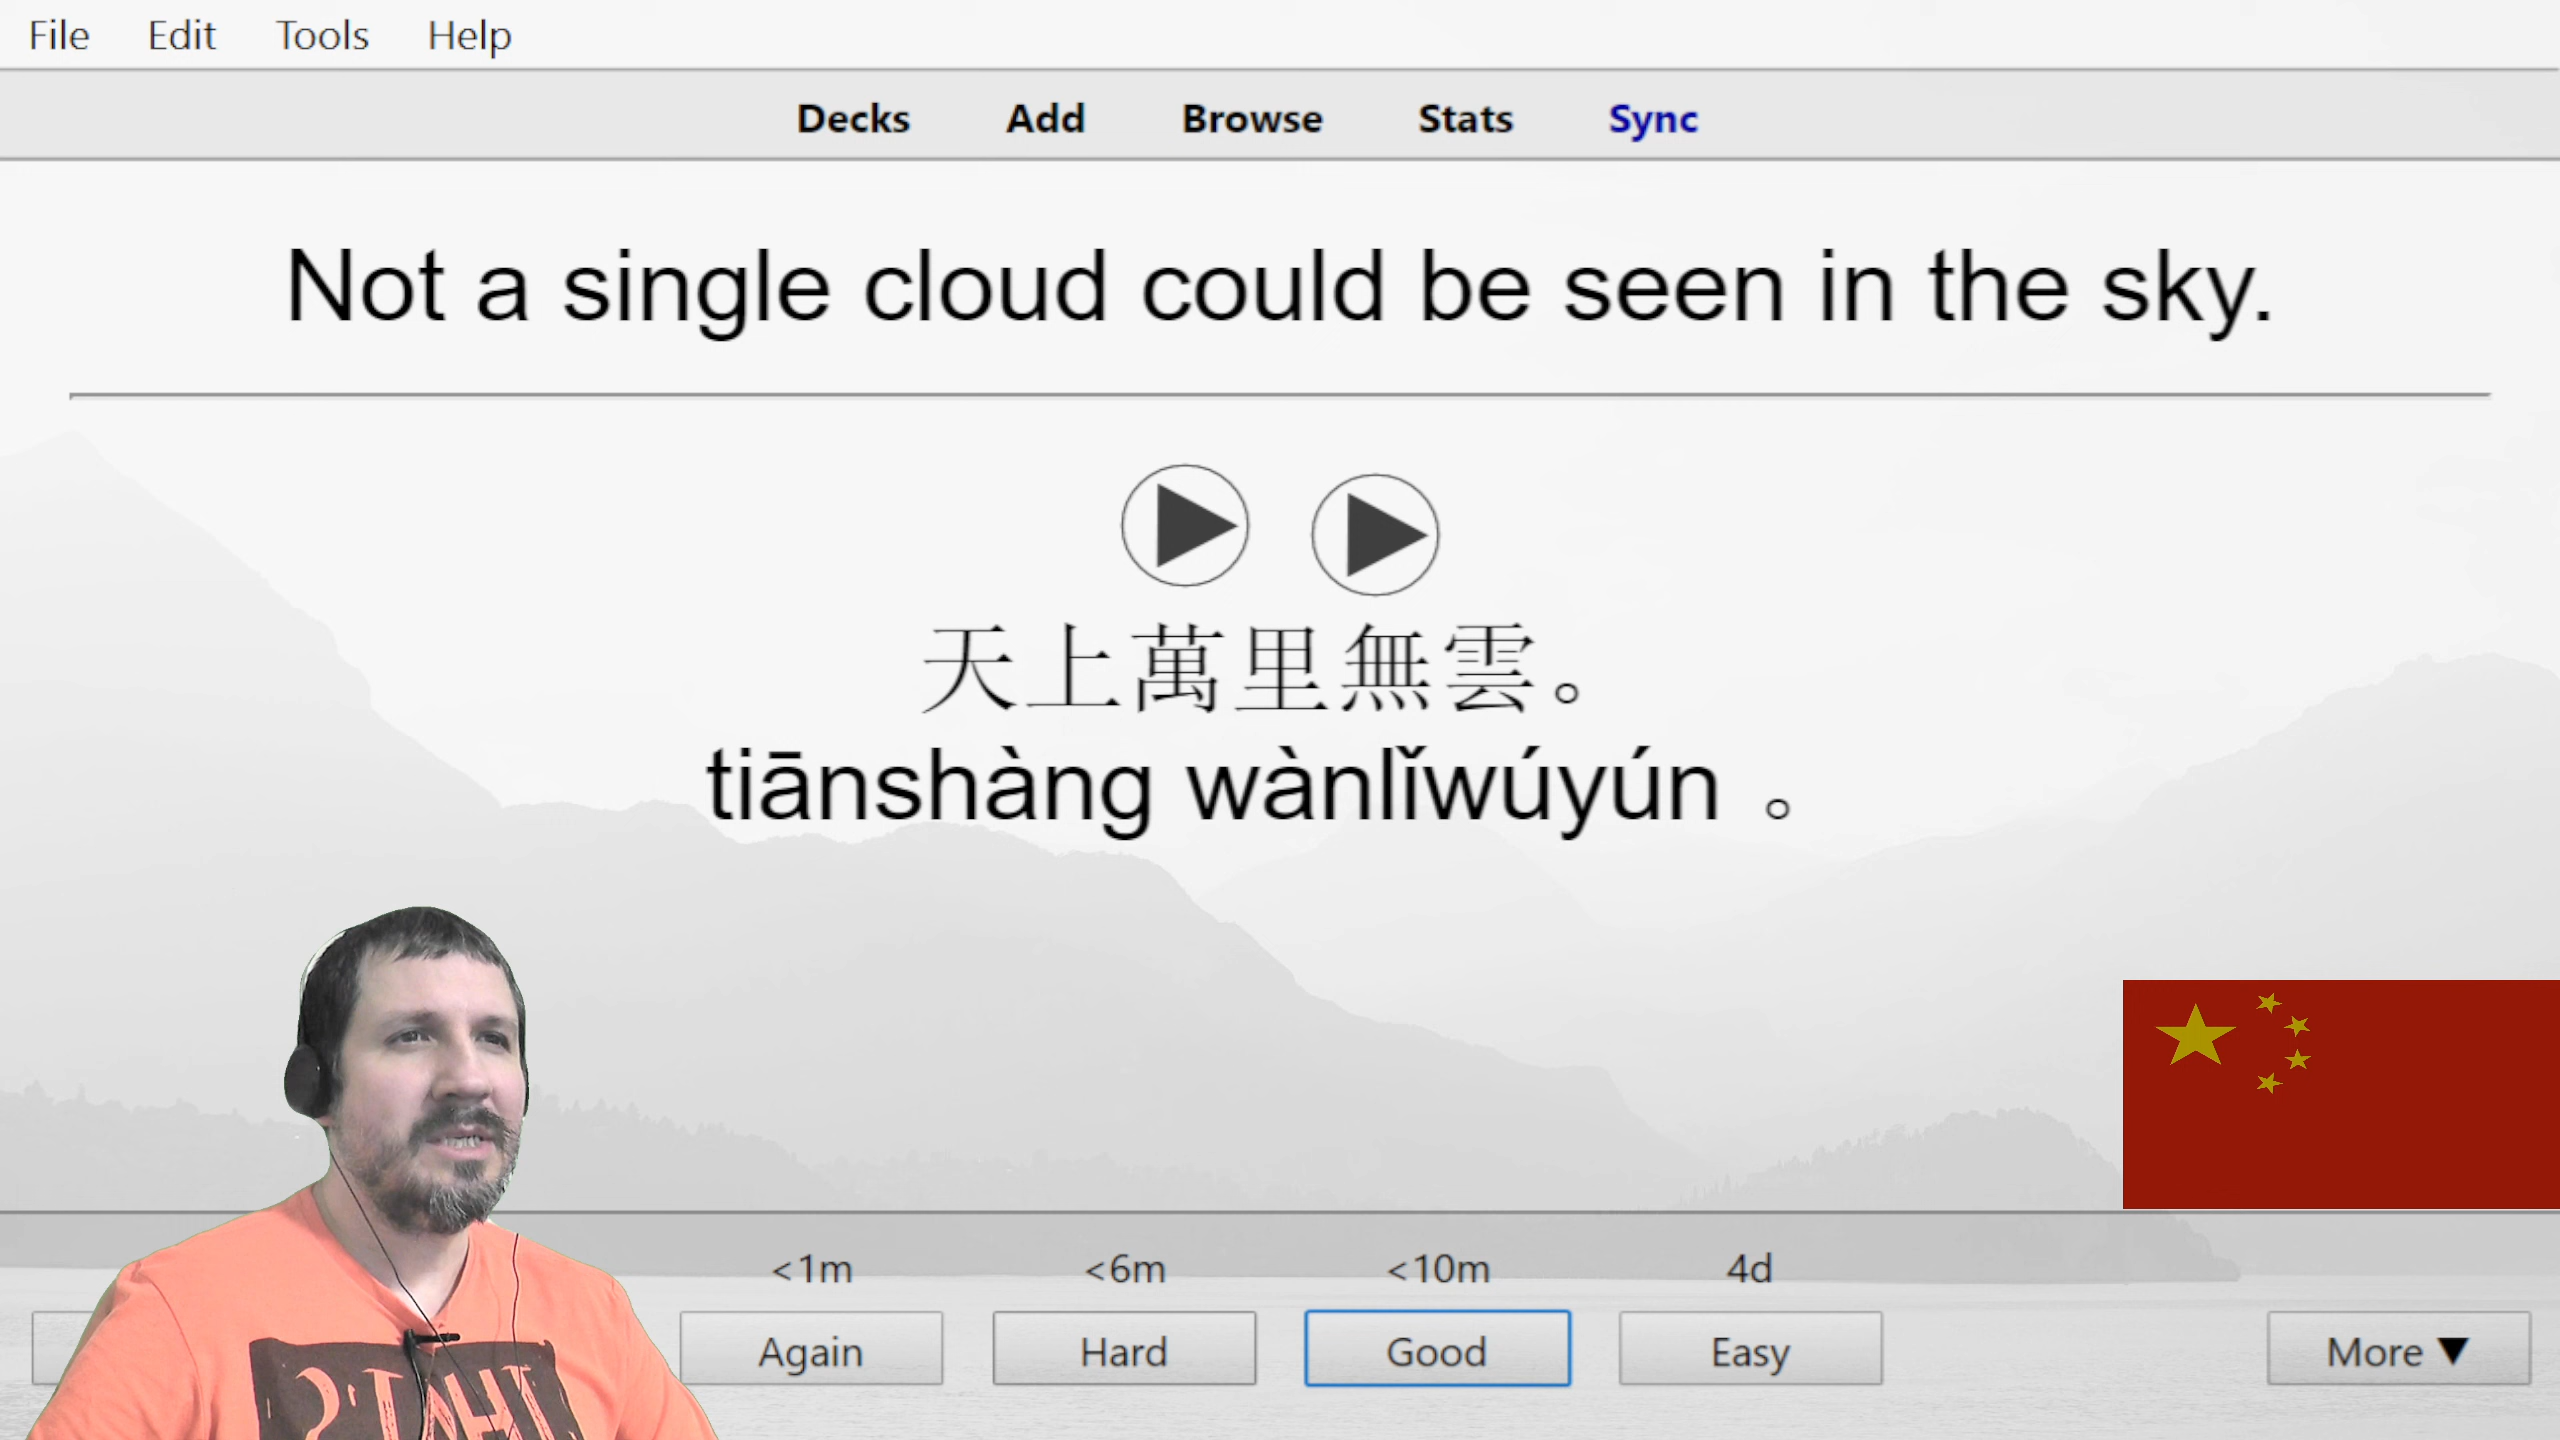 File Edit Tools Help
Decks Add Browse Stats Sync
Not a single cloud could be seen in the sky.
天上萬里無雲。
tiānshàng wànlǐwúyún 。
<1m <6m <10m 4d
Again Hard Good Easy More ▼